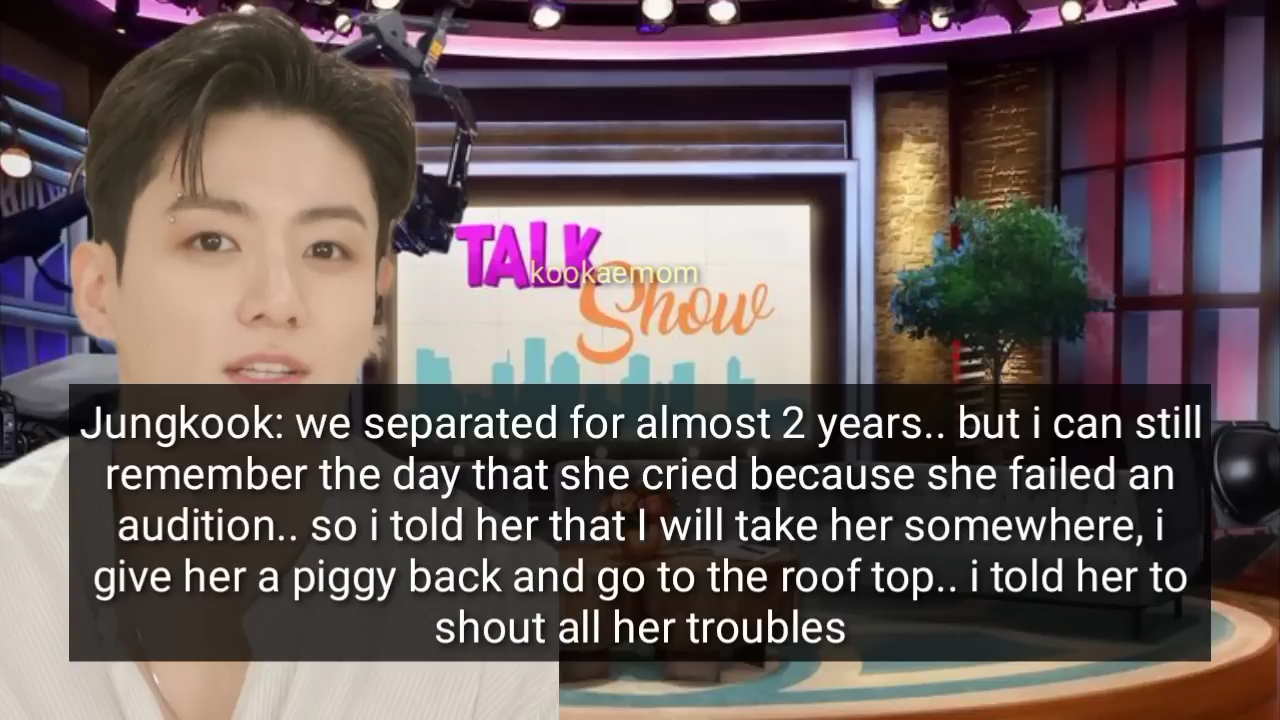 TALK
kookaemom
Show
Jungkook: we separated for almost 2 years.. but i can still
remember the day that she cried because she failed an
audition.. so i told her that I will take her somewhere, i
give her a piggy back and go to the roof top.. i told her to
shout all her troubles